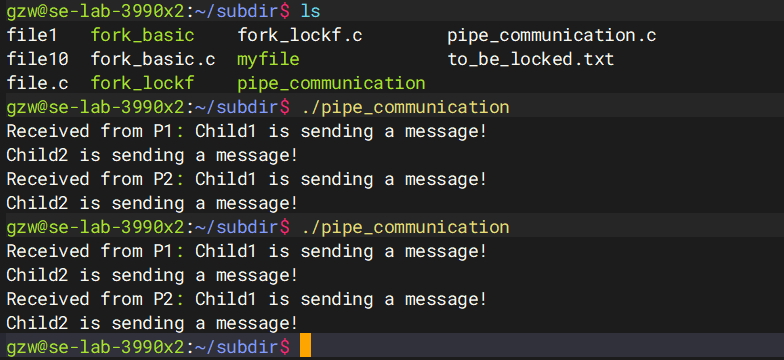 gzw@se-lab-3990x2:~/subdir$ ls
file1   fork_basic    fork_lockf.c        pipe_communication.c
file10  fork_basic.c  myfile              to_be_locked.txt
file.c  fork_lockf    pipe_communication
gzw@se-lab-3990x2:~/subdir$ ./pipe_communication
Received from P1: Child1 is sending a message!
Child2 is sending a message!
Received from P2: Child1 is sending a message!
Child2 is sending a message!
gzw@se-lab-3990x2:~/subdir$ ./pipe_communication
Received from P1: Child1 is sending a message!
Child2 is sending a message!
Received from P2: Child1 is sending a message!
Child2 is sending a message!
gzw@se-lab-3990x2:~/subdir$